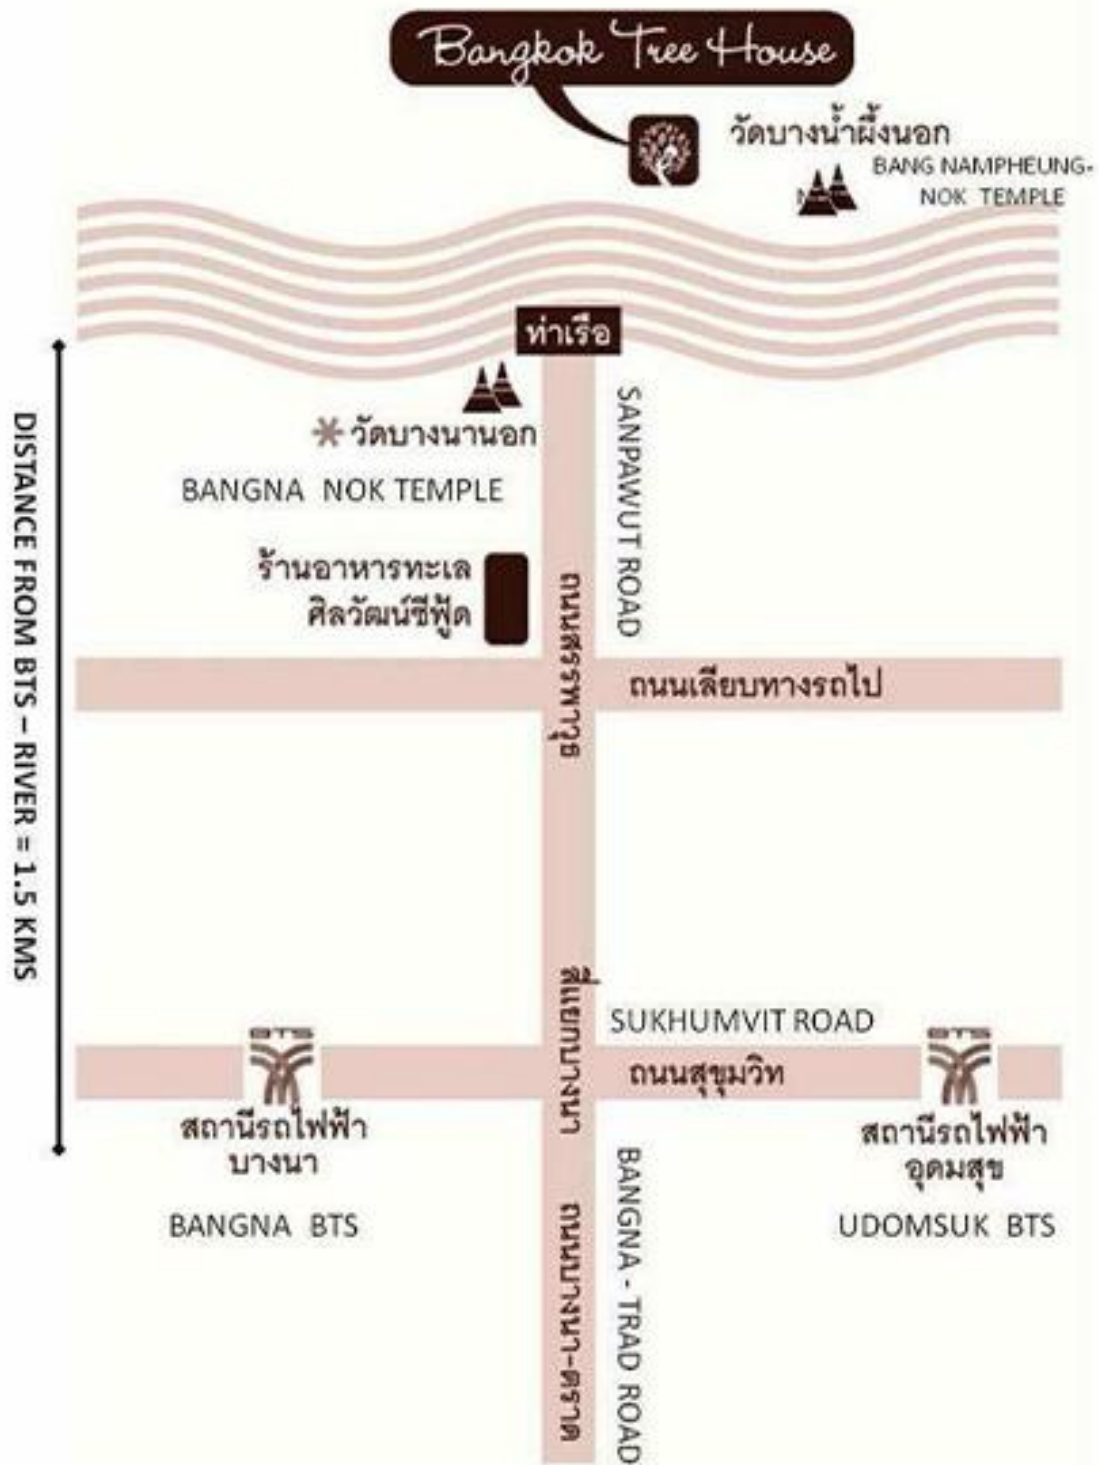 Bangkok Tree House
วัดบางน้ำผึ้งนอก
BANG NAMPHEUNG-
NOK TEMPLE
ท่าเรือ
SANPAWUT ROAD
วัดบางนานอก
BANGNA NOK TEMPLE
DISTANCE FROM BTS – RIVER = 1.5 KMS
ร้านอาหารทะเล
ศิลวัฒน์ซีฟู้ด
ถนนสรรพาวุธ
ถนนเลียบทางรถไป
สี่แยกบางนา
SUKHUMVIT ROAD
ถนนสุขุมวิท
BTS
สถานีรถไฟฟ้า
บางนา
BANGNA BTS
BTS
สถานีรถไฟฟ้า
อุดมสุข
UDOMSUK BTS
ถนนบางนา-ตราด
BANGNA - TRAD ROAD